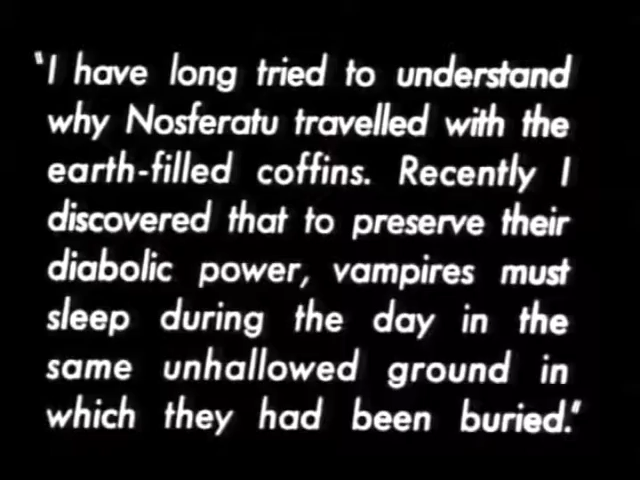 "I have long tried to understand
why Nosferatu travelled with the
earth-filled coffins. Recently I
discovered that to preserve their
diabolic power, vampires must
sleep during the day in the
same unhallowed ground in
which they had been buried."